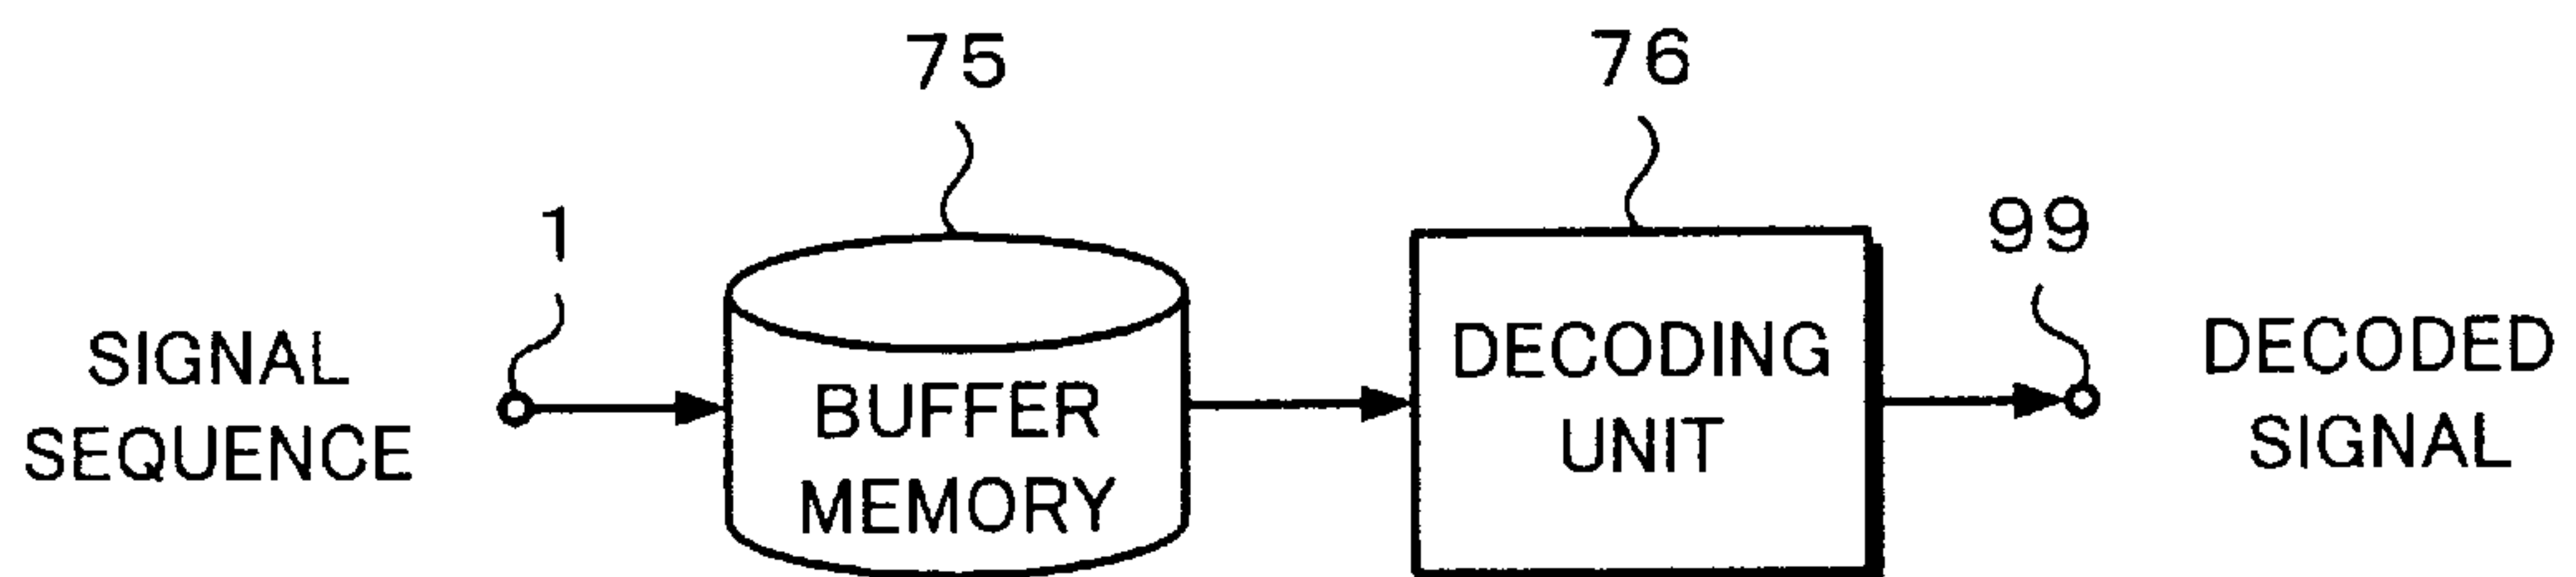 75
76
1
99
SIGNAL
SEQUENCE
BUFFER
MEMORY
DECODING
UNIT
DECODED
SIGNAL